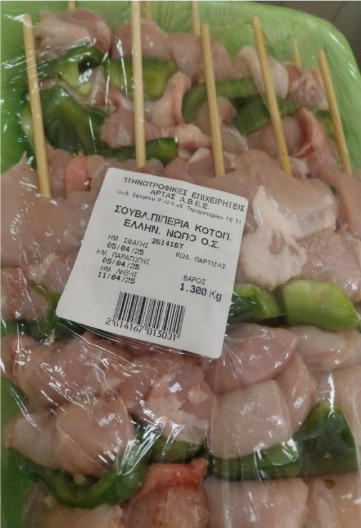 ΠΤΗΝΟΤΡΟΦΙΚΕΣ ΕΠΙΧΕΙΡΗΣΕΙΣ
ΑΡΤΑΣ Α.Β.Ε.Ε.
ΣΟΥΒΛ.ΠΙΠΕΡΙΑ ΚΟΤΟΠ.
ΕΛΛΗΝ. ΝΩΠΟ Ο.Σ.
ΗΜ. ΣΦΑΓΗΣ 2614167 ΚΩΔ. ΠΑΡΤΙΔΑΣ
05/04/25
ΗΜ. ΠΑΡΑΓΩΓΗΣ
05/04/25 ΒΑΡΟΣ
ΗΜ. ΛΗΞΗΣ 1.300 Kg
11/04/25
2614167013001